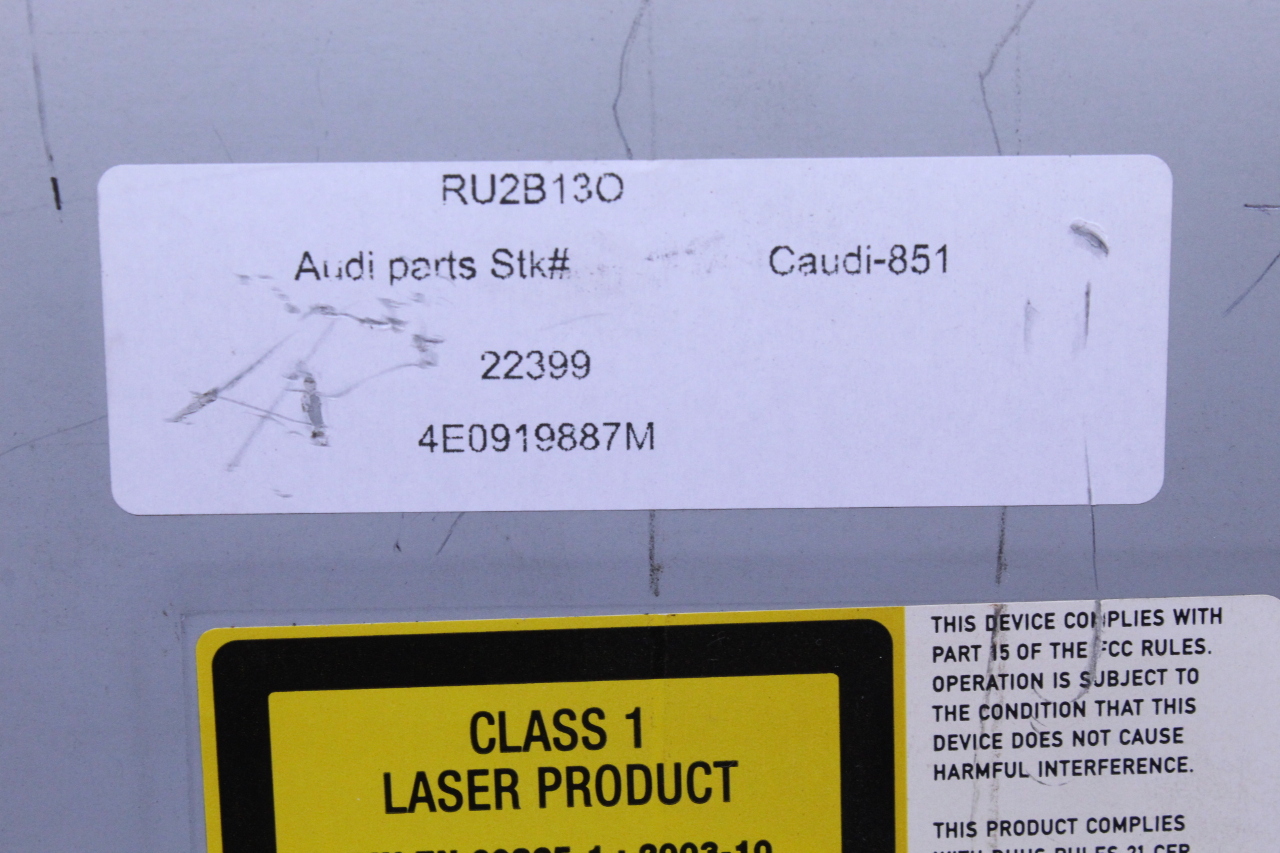 RU2B13O
Audi parts Stk# Caudi-851
22399
4E0919887M
CLASS 1
LASER PRODUCT
THIS DEVICE COMPLIES WITH
PART 15 OF THE FCC RULES.
OPERATION IS SUBJECT TO
THE CONDITION THAT THIS
DEVICE DOES NOT CAUSE
HARMFUL INTERFERENCE.
THIS PRODUCT COMPLIES